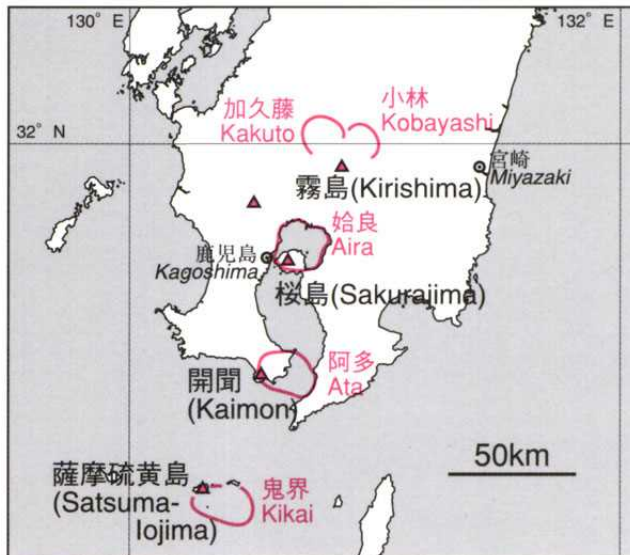 130° E
132° E
加久藤
Kakuto
小林
Kobayashi
32° N
宮崎
Miyazaki
霧島(Kirishima)
姶良
Aira
鹿児島
Kagoshima
桜島(Sakurajima)
阿多
Ata
開聞
(Kaimon)
50km
薩摩硫黄島
(Satsuma-
Iojima)
鬼界
Kikai